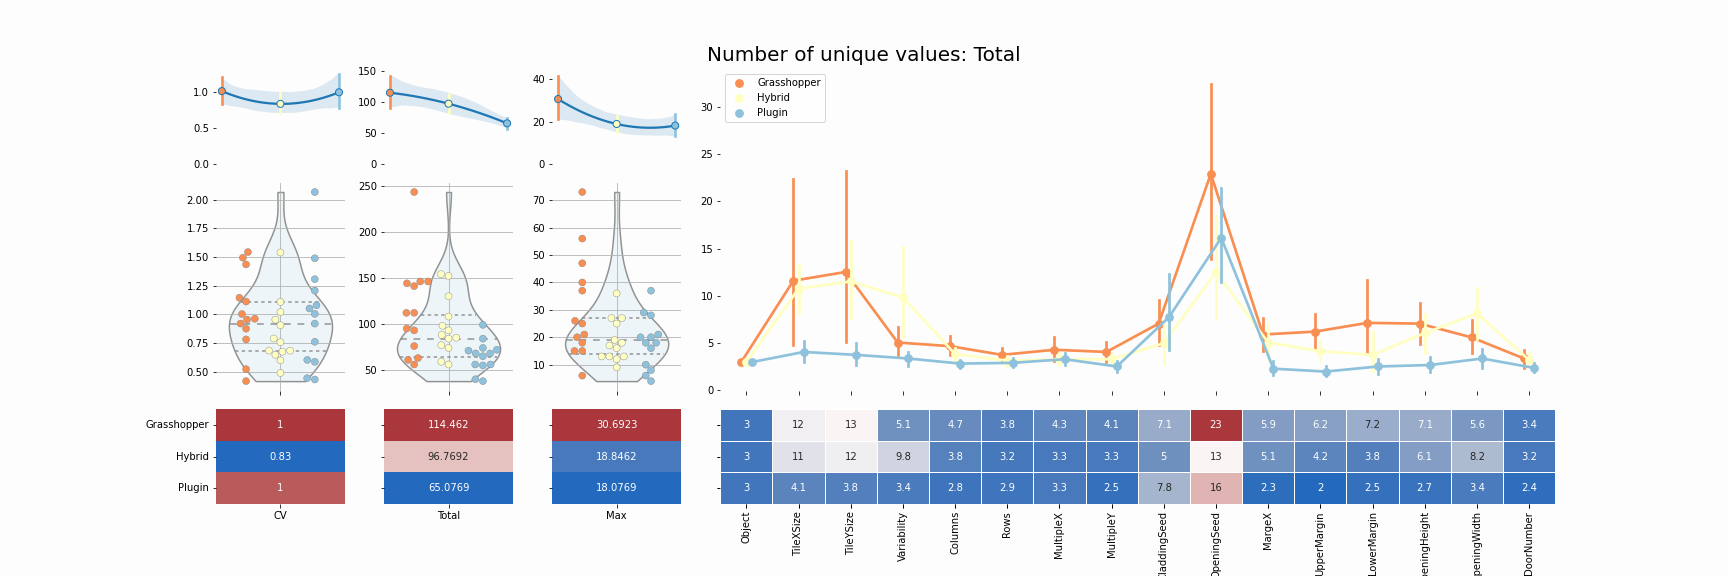 Number of unique values: Total
Grasshopper
Hybrid
Plugin
1.0
0.5
0.0
150
100
50
0
40
20
0
2.00
1.75
1.50
1.25
1.00
0.75
0.50
250
200
150
100
50
70
60
50
40
30
20
10
30
25
20
15
10
5
0
Grasshopper 1 114.462 30.6923 3 12 13 5.1 4.7 3.8 4.3 4.1 7.1 23 5.9 6.2 7.2 7.1 5.6 3.4
Hybrid 0.83 96.7692 18.8462 3 11 12 9.8 3.8 3.2 3.3 3.3 5 13 5.1 4.2 3.8 6.1 8.2 3.2
Plugin 1 65.0769 18.0769 3 4.1 3.8 3.4 2.8 2.9 3.3 2.5 7.8 16 2.3 2 2.5 2.7 3.4 2.4
CV Total Max
Object
TileXSize
TileYSize
Variability
Columns
Rows
MultipleX
MultipleY
CladdingSeed
OpeningSeed
MargeX
UpperMargin
LowerMargin
peningHeight
peningWidth
DoorNumber